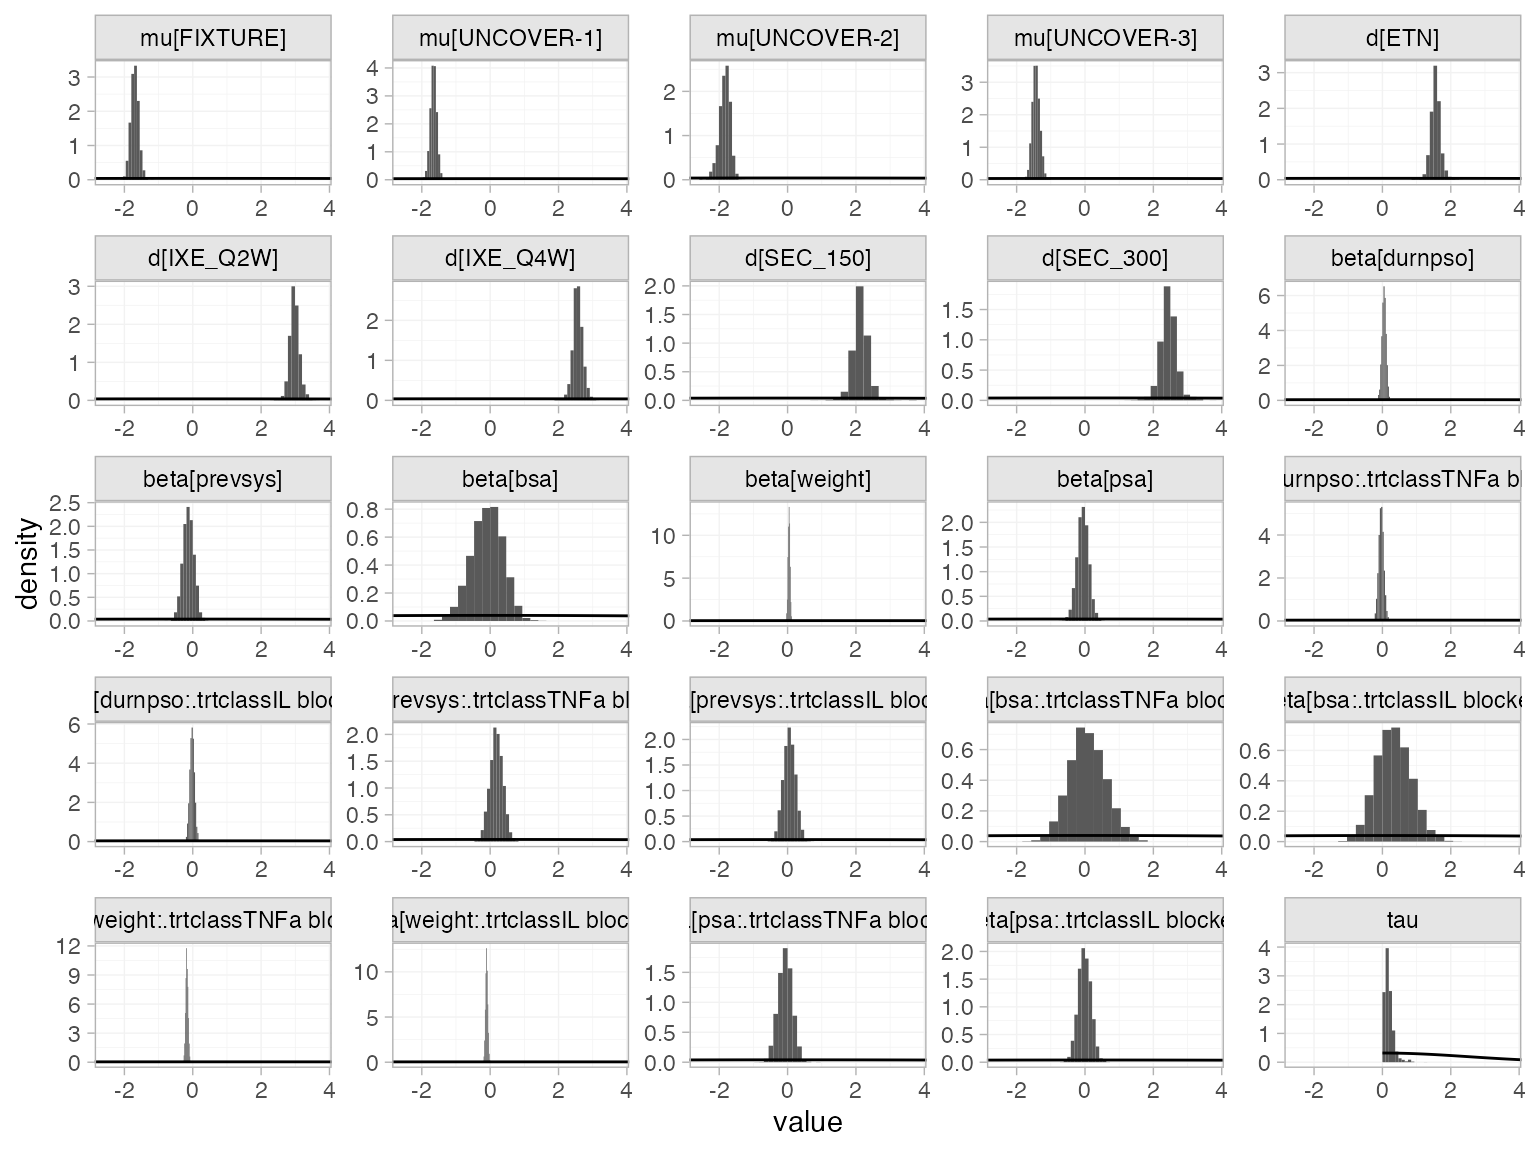 mu[FIXTURE] mu[UNCOVER-1] mu[UNCOVER-2] mu[UNCOVER-3] d[ETN]
3 2 1 0
4 3 2 1 0
2 1 0
3 2 1 0
3 2 1 0
-2 0 2 4 -2 0 2 4 -2 0 2 4 -2 0 2 4 -2 0 2 4
d[IXE_Q2W] d[IXE_Q4W] d[SEC_150] d[SEC_300] beta[durnpso]
3 2 1 0
2 1 0
2.0 1.5 1.0 0.5 0.0
1.5 1.0 0.5 0.0
6 4 2 0
-2 0 2 4 -2 0 2 4 -2 0 2 4 -2 0 2 4 -2 0 2 4
beta[prevsys] beta[bsa] beta[weight] beta[psa] urnpso:.trtclassTNFa bl
2.5 2.0 1.5 1.0 0.5 0.0
0.8 0.6 0.4 0.2 0.0
10 5 0
2.0 1.5 1.0 0.5 0.0
4 2 0
-2 0 2 4 -2 0 2 4 -2 0 2 4 -2 0 2 4 -2 0 2 4
density
[durnpso:.trtclassIL bloc revsys:.trtclassTNFa bl [prevsys:.trtclassIL bloc [bsa:.trtclassTNFa bloc eta[bsa:.trtclassIL blocke
6 4 2 0
2.0 1.5 1.0 0.5 0.0
2.0 1.5 1.0 0.5 0.0
0.6 0.4 0.2 0.0
0.6 0.4 0.2 0.0
-2 0 2 4 -2 0 2 4 -2 0 2 4 -2 0 2 4 -2 0 2 4
weight:.trtclassTNFa blo a[weight:.trtclassIL bloc [psa:.trtclassTNFa bloc eta[psa:.trtclassIL blocke tau
12 9 6 3 0
10 5 0
1.5 1.0 0.5 0.0
2.0 1.5 1.0 0.5 0.0
4 3 2 1 0
-2 0 2 4 -2 0 2 4 -2 0 2 4 -2 0 2 4 -2 0 2 4
value